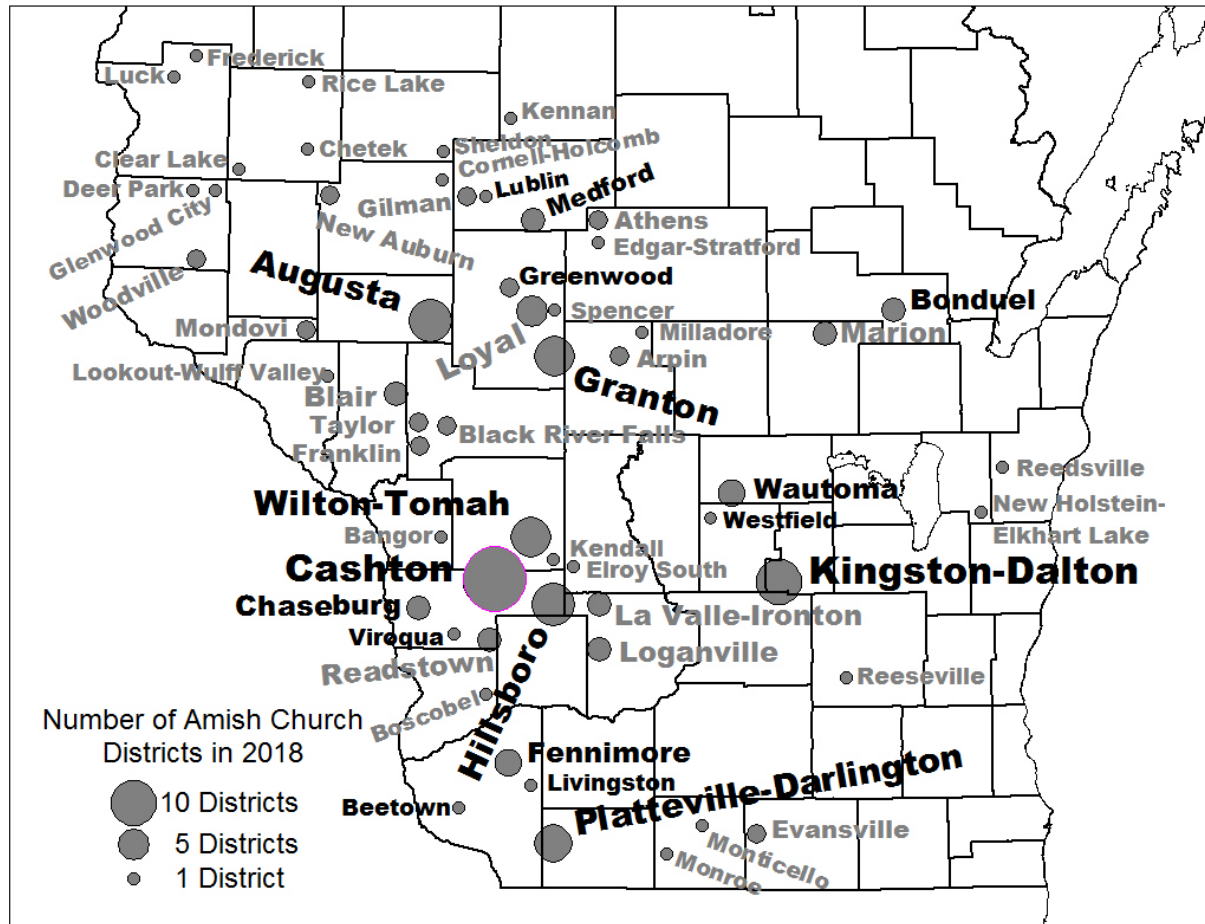 Frederick
Luck
Rice Lake
Kennan
Sheldon
Cornell-Holcomb
Chetek
Clear Lake
Deer Park
Glenwood City
Gilman
Lublin
Medford
New Auburn
Athens
Edgar-Stratford
Woodville
Augusta
Greenwood
Spencer
Bonduel
Mondovi
Loyal
Milladore
Marion
Arpin
Lookout-Wulff Valley
Blair
Granton
Taylor
Black River Falls
Franklin
Reedsville
Wilton-Tomah
Wautoma
Westfield
New Holstein-
Elkhart Lake
Bangor
Kendall
Elroy South
Cashton
Kingston-Dalton
Chaseburg
La Valle-Ironton
Viroqua
Loganville
Readstown
Reeseville
Boscobel
Hillsboro
Fennimore
Livingston
Beetown
Platteville-Darlington
Evansville
Monticello
Monroe
Number of Amish Church
Districts in 2018
10 Districts
5 Districts
1 District